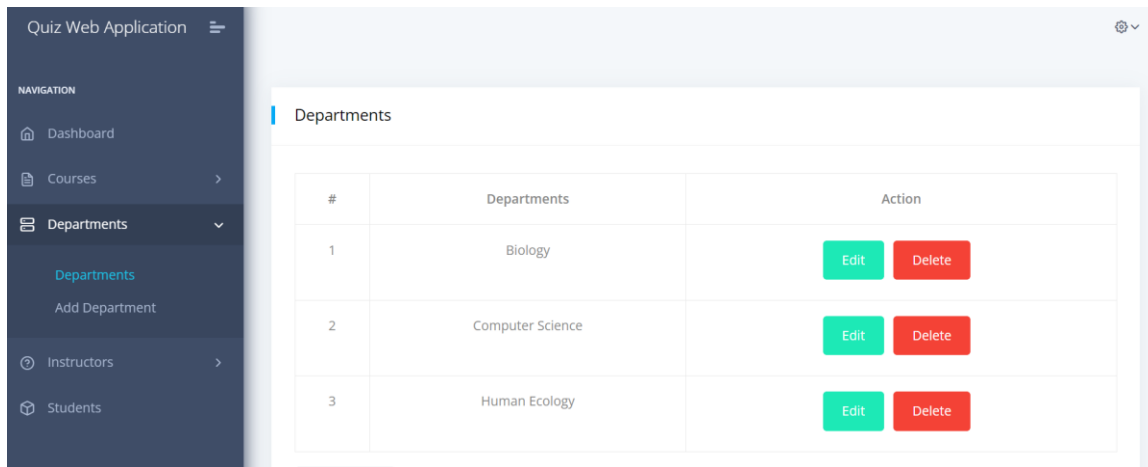 Quiz Web Application
NAVIGATION
Dashboard
Courses
Departments
Departments
Add Department
Instructors
Students
Departments
# Departments Action
1 Biology Edit Delete
2 Computer Science Edit Delete
3 Human Ecology Edit Delete